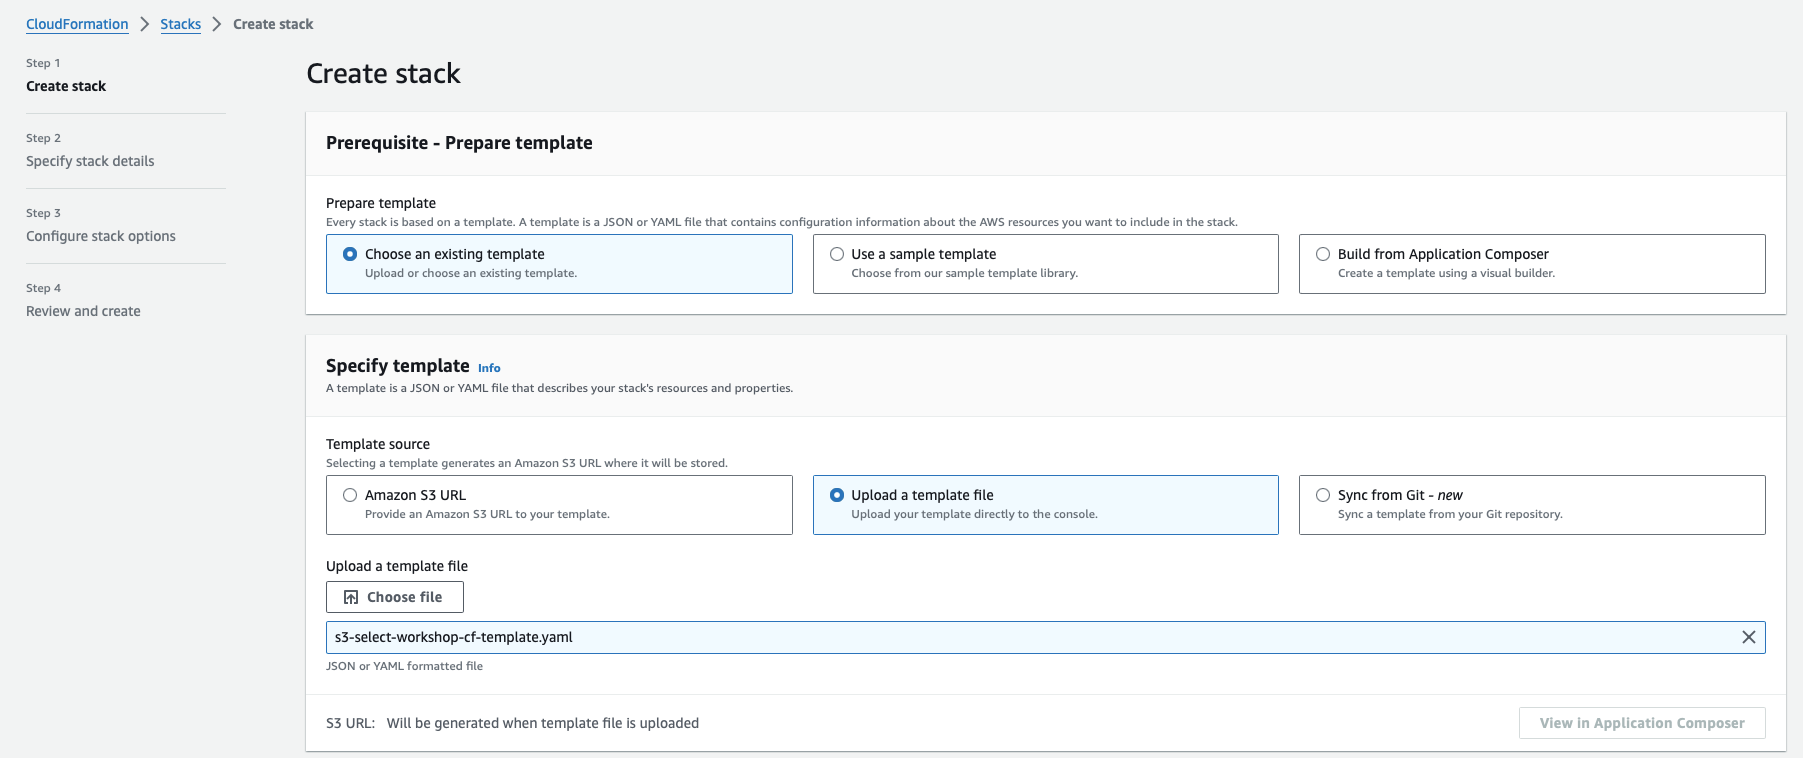 CloudFormation > Stacks > Create stack
Step 1
Create stack
Step 2
Specify stack details
Step 3
Configure stack options
Step 4
Review and create
Create stack
Prerequisite - Prepare template
Prepare template
Every stack is based on a template. A template is a JSON or YAML file that contains configuration information about the AWS resources you want to include in the stack.
Choose an existing template
Upload or choose an existing template.
Use a sample template
Choose from our sample template library.
Build from Application Composer
Create a template using a visual builder.
Specify template Info
A template is a JSON or YAML file that describes your stack's resources and properties.
Template source
Selecting a template generates an Amazon S3 URL where it will be stored.
Amazon S3 URL
Provide an Amazon S3 URL to your template.
Upload a template file
Upload your template directly to the console.
Sync from Git - new
Sync a template from your Git repository.
Upload a template file
Choose file
s3-select-workshop-cf-template.yaml
JSON or YAML formatted file
S3 URL: Will be generated when template file is uploaded
View in Application Composer